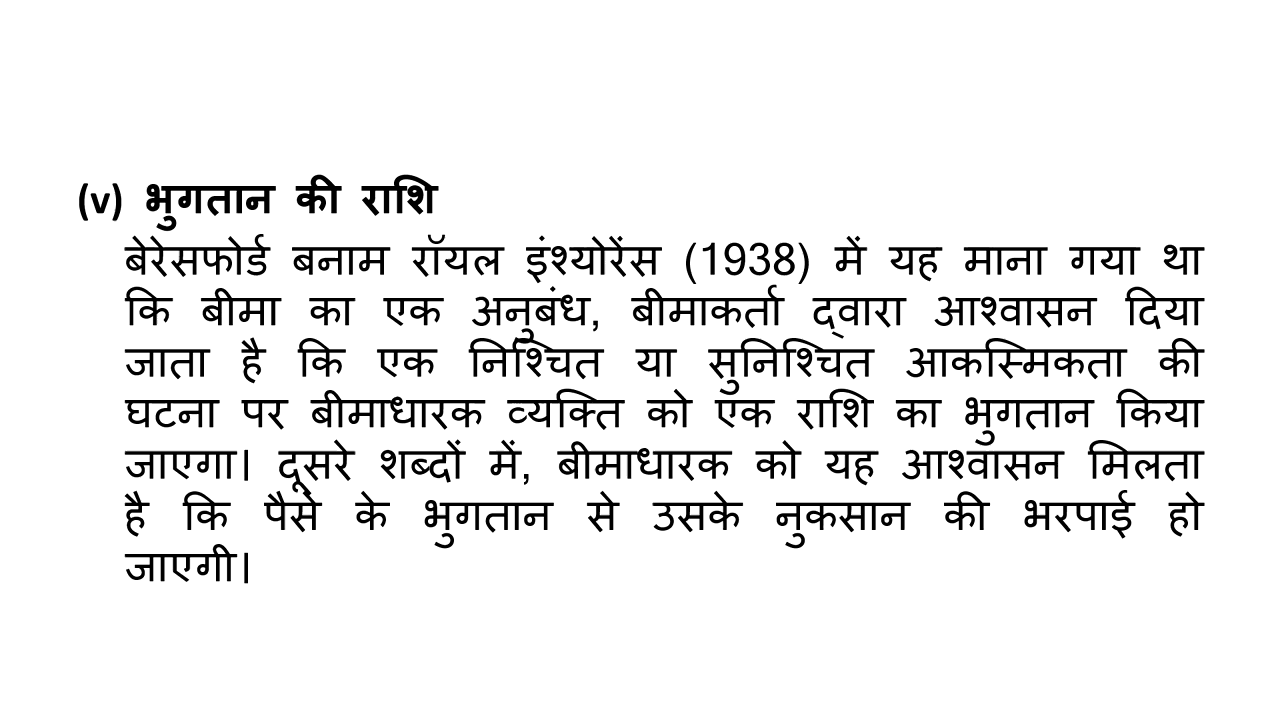 (v) भुगतान की राशि
बेरेसफोर्ड बनाम रॉयल इंश्योरेंस (1938) में यह माना गया था
कि बीमा का एक अनुबंध, बीमाकर्ता द्वारा आश्वासन दिया
जाता है कि एक निश्चित या सुनिश्चित आकस्मिकता की
घटना पर बीमाधारक व्यक्ति को एक राशि का भुगतान किया
जाएगा। दूसरे शब्दों में, बीमाधारक को यह आश्वासन मिलता
है कि पैसे के भुगतान से उसके नुकसान की भरपाई हो
जाएगी।